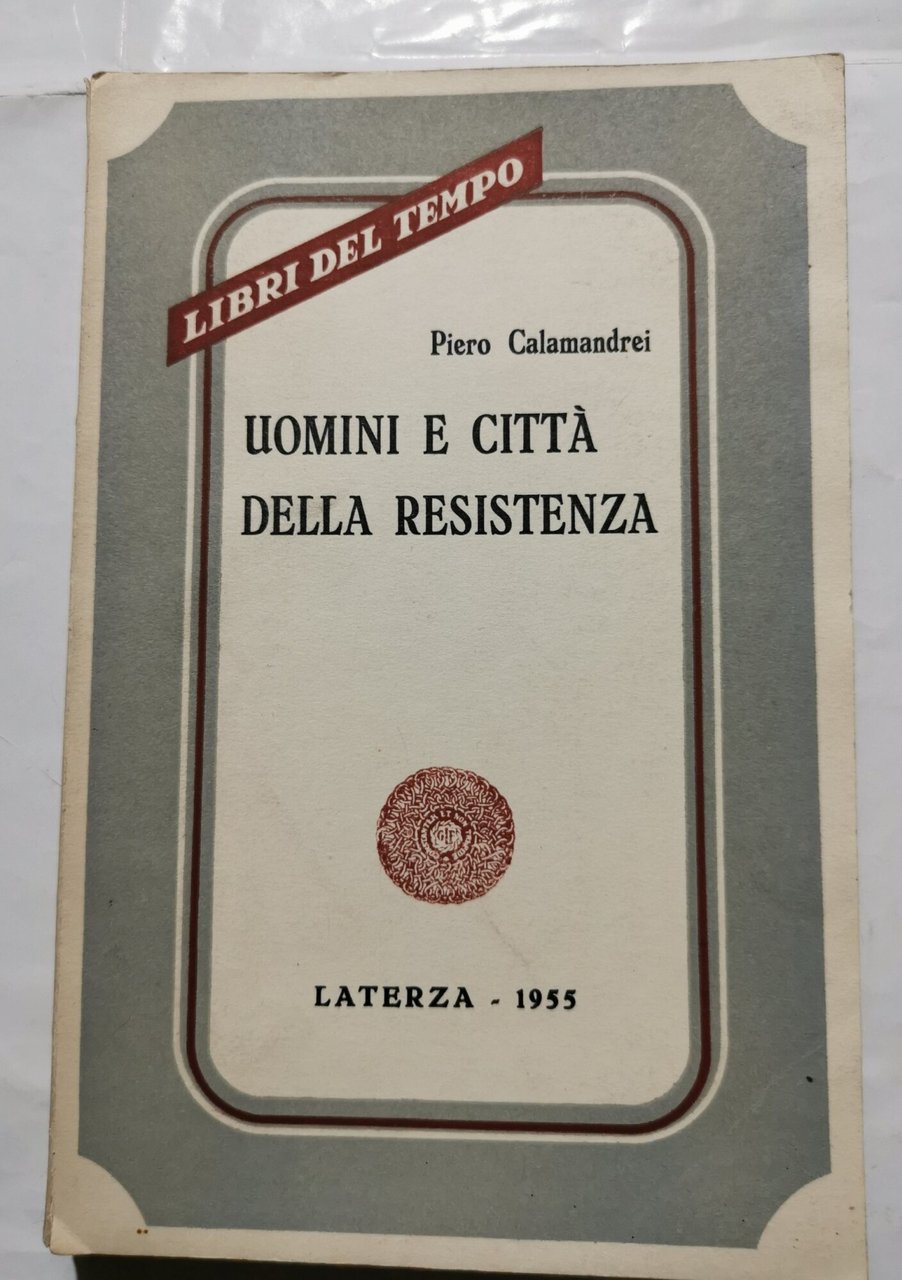 LIBRI DEL TEMPO
Piero Calamandrei
UOMINI E CITTÀ
DELLA RESISTENZA
LATERZA - 1955